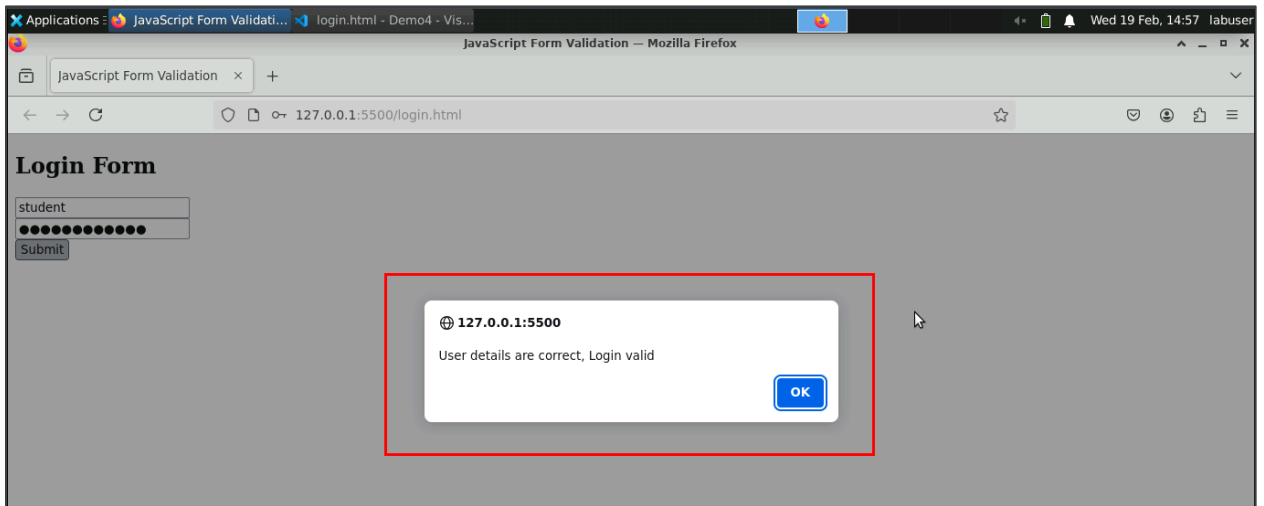 Applications
JavaScript Form Validati...
login.html - Demo4 - Vis...
Wed 19 Feb, 14:57 labuser
JavaScript Form Validation — Mozilla Firefox
JavaScript Form Validation
127.0.0.1:5500/login.html
Login Form
student
●●●●●●●●●●●●
Submit
127.0.0.1:5500
User details are correct, Login valid
OK